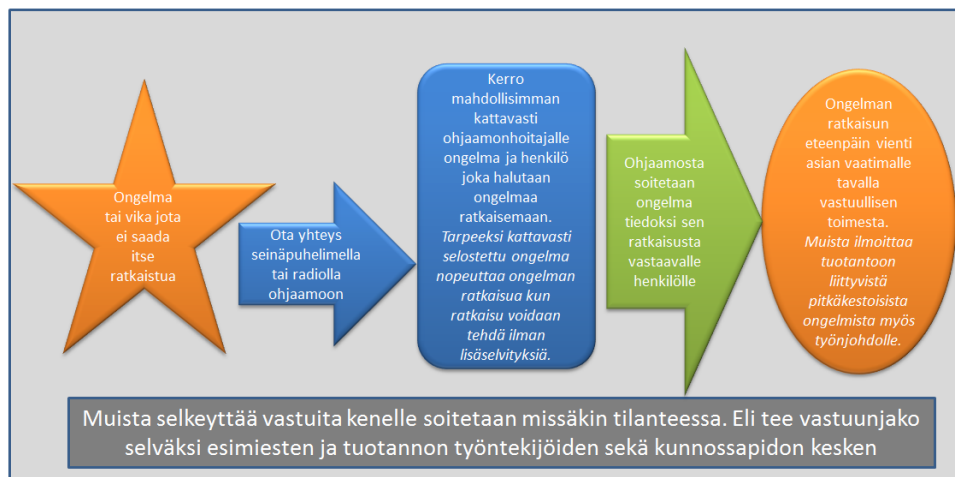 Ongelma
tai vika jota
ei saada
itse
ratkaistua
Ota yhteys
seinäpuhelimella
tai radiolla
ohjaamoon
Kerro
mahdollisimman
kattavasti
ohjaamonhoitajalle
ongelma ja henkilö
joka halutaan
ongelmaa
ratkaisemaan.
Tarpeeksi kattavasti
selostettu ongelma
nopeuttaa ongelman
ratkaisua kun
ratkaisu voidaan
tehdä ilman
lisäselvityksiä.
Ohjaamosta
soitetaan
ongelma
tiedoksi sen
ratkaisusta
vastaavalle
henkilölle
Ongelman
ratkaisun
eteenpäin vienti
asian vaatimalle
tavalla
vastuullisen
toimesta.
Muista ilmoittaa
tuotantoon
liittyvistä
pitkäkestoisista
ongelmista myös
työnjohdolle.
Muista selkeyttää vastuita kenelle soitetaan missäkin tilanteessa. Eli tee vastuunjako
selväksi esimiesten ja tuotannon työntekijöiden sekä kunnossapidon kesken